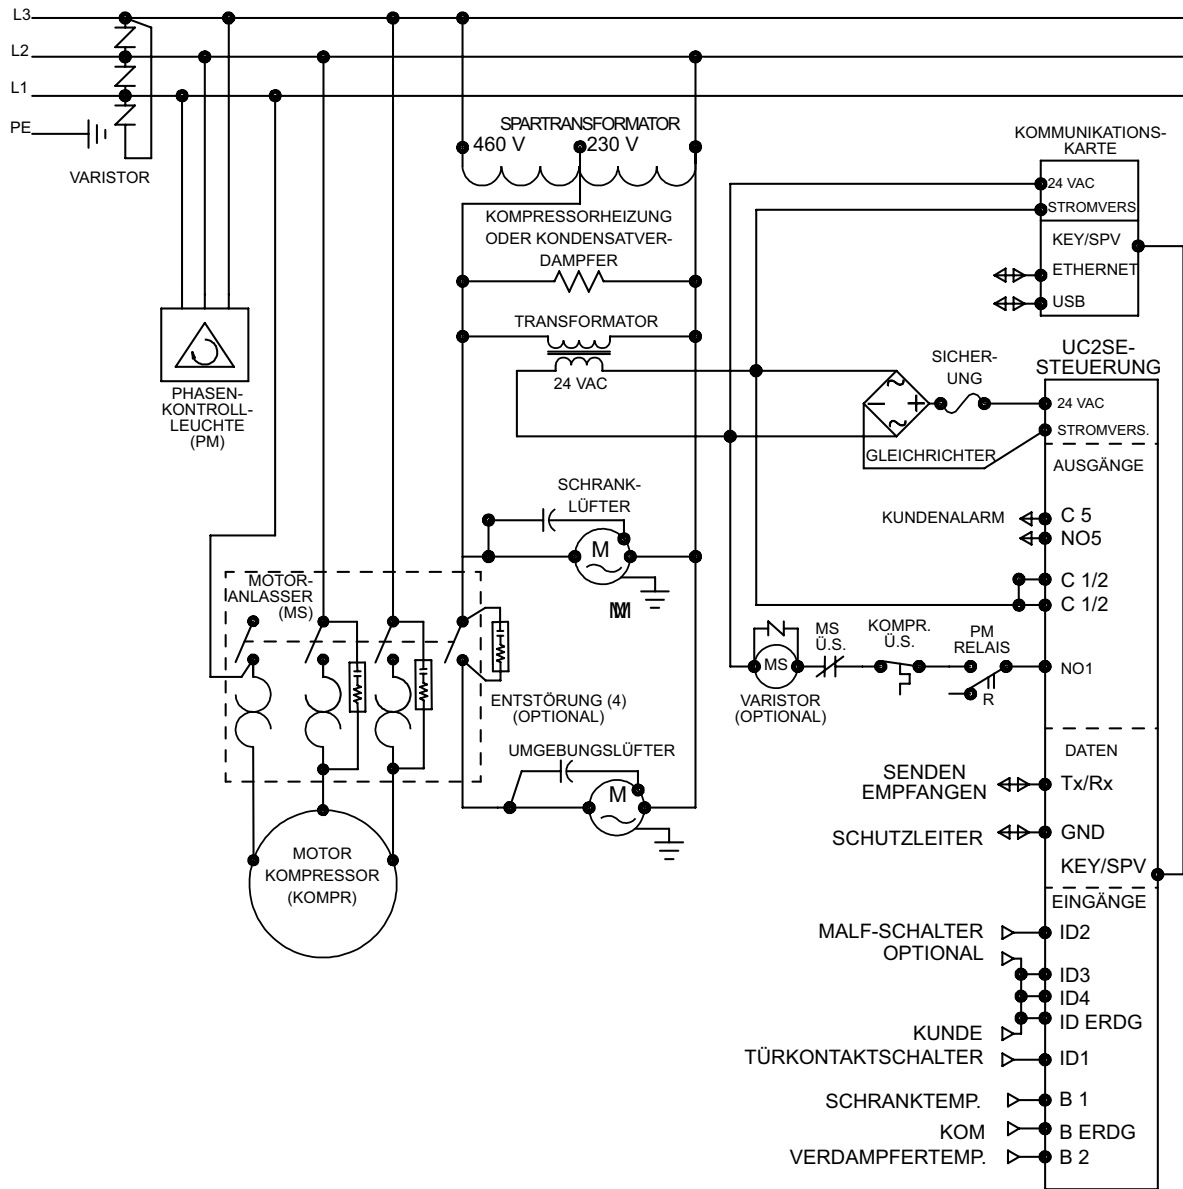 L3
L2
L1
PE
VARISTOR
SPARTRANSFORMATOR
460 V
230 V
KOMPRESSORHEIZUNG
ODER KONDENSATVER-
DAMPFER
TRANSFORMATOR
24 VAC
PHASEN-
KONTROLL-
LEUCHTE
(PM)
KOMMUNIKATIONS-
KARTE
24 VAC
STROMVERS
KEY/SPV
ETHERNET
USB
UC2SE-
STEUERUNG
SICHER-
UNG
GLEICHRICHTER
24 VAC
STROMVERS.
AUSGÄNGE
KUNDENALARM
C 5
NO5
C 1/2
C 1/2
SCHRANK-
LÜFTER
M
MOTOR-
ANLASSER
(MS)
ENTSTÖRUNG (4)
(OPTIONAL)
MS
MS
Ü.S.
KOMPR.
Ü.S.
PM
RELAIS
R
NO1
VARISTOR
(OPTIONAL)
UMGEBUNGSLÜFTER
M
MOTOR
KOMPRESSOR
(KOMPR)
DATEN
SENDEN
EMPFANGEN
Tx/Rx
SCHUTZLEITER
GND
KEY/SPV
EINGÄNGE
MALF-SCHALTER
OPTIONAL
ID2
ID3
ID4
ID ERDG
KUNDE
TÜRKONTAKTSCHALTER
ID1
SCHRANKTEMP.
B 1
KOM
B ERDG
VERDAMPFERTEMP.
B 2